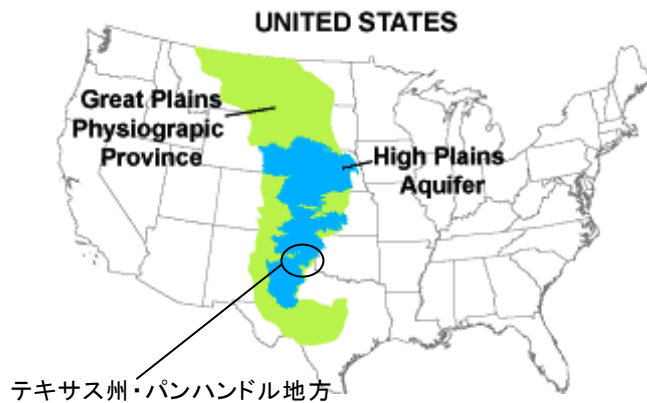 UNITED STATES
Great Plains
Physiograpic
Province
High Plains
Aquifer
テキサス州・パンハンドル地方